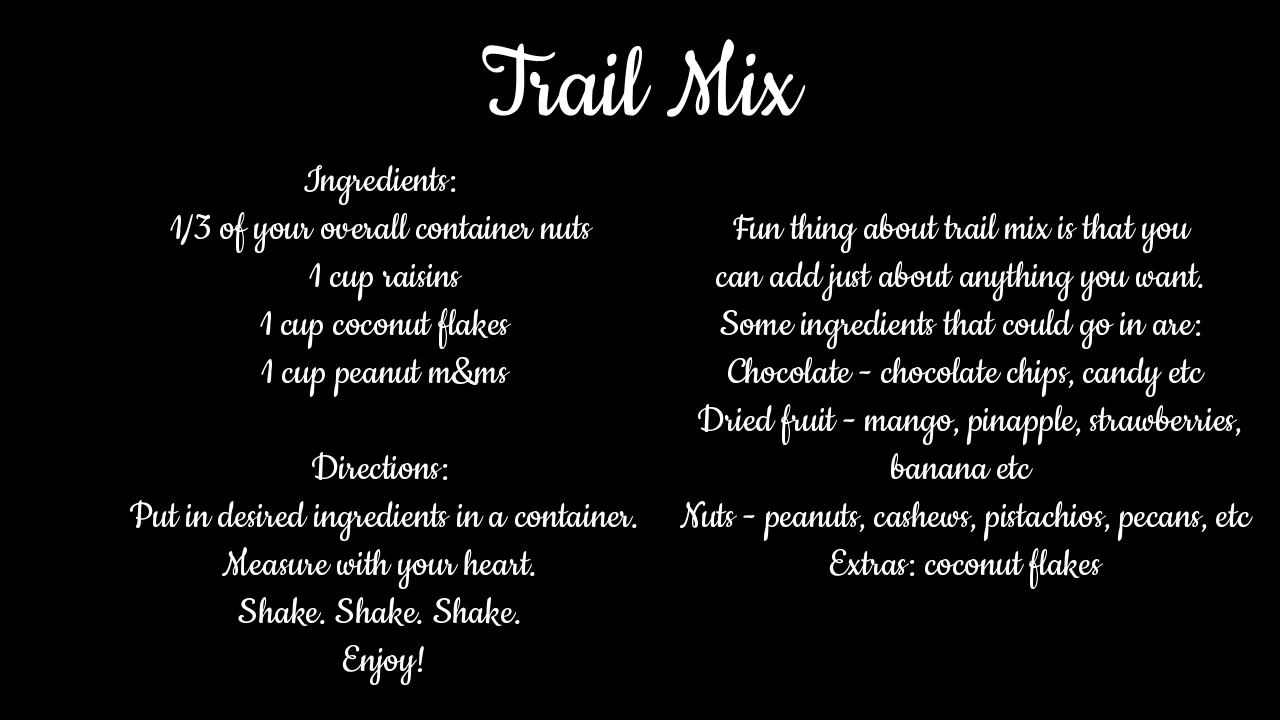 Trail Mix
Ingredients:
1/3 of your overall container nuts
1 cup raisins
1 cup coconut flakes
1 cup peanut m&ms
Directions:
Put in desired ingredients in a container.
Measure with your heart.
Shake. Shake. Shake.
Enjoy!
Fun thing about trail mix is that you
can add just about anything you want.
Some ingredients that could go in are:
Chocolate - chocolate chips, candy etc
Dried fruit - mango, pinapple, strawberries,
banana etc
Nuts - peanuts, cashews, pistachios, pecans, etc
Extras: coconut flakes